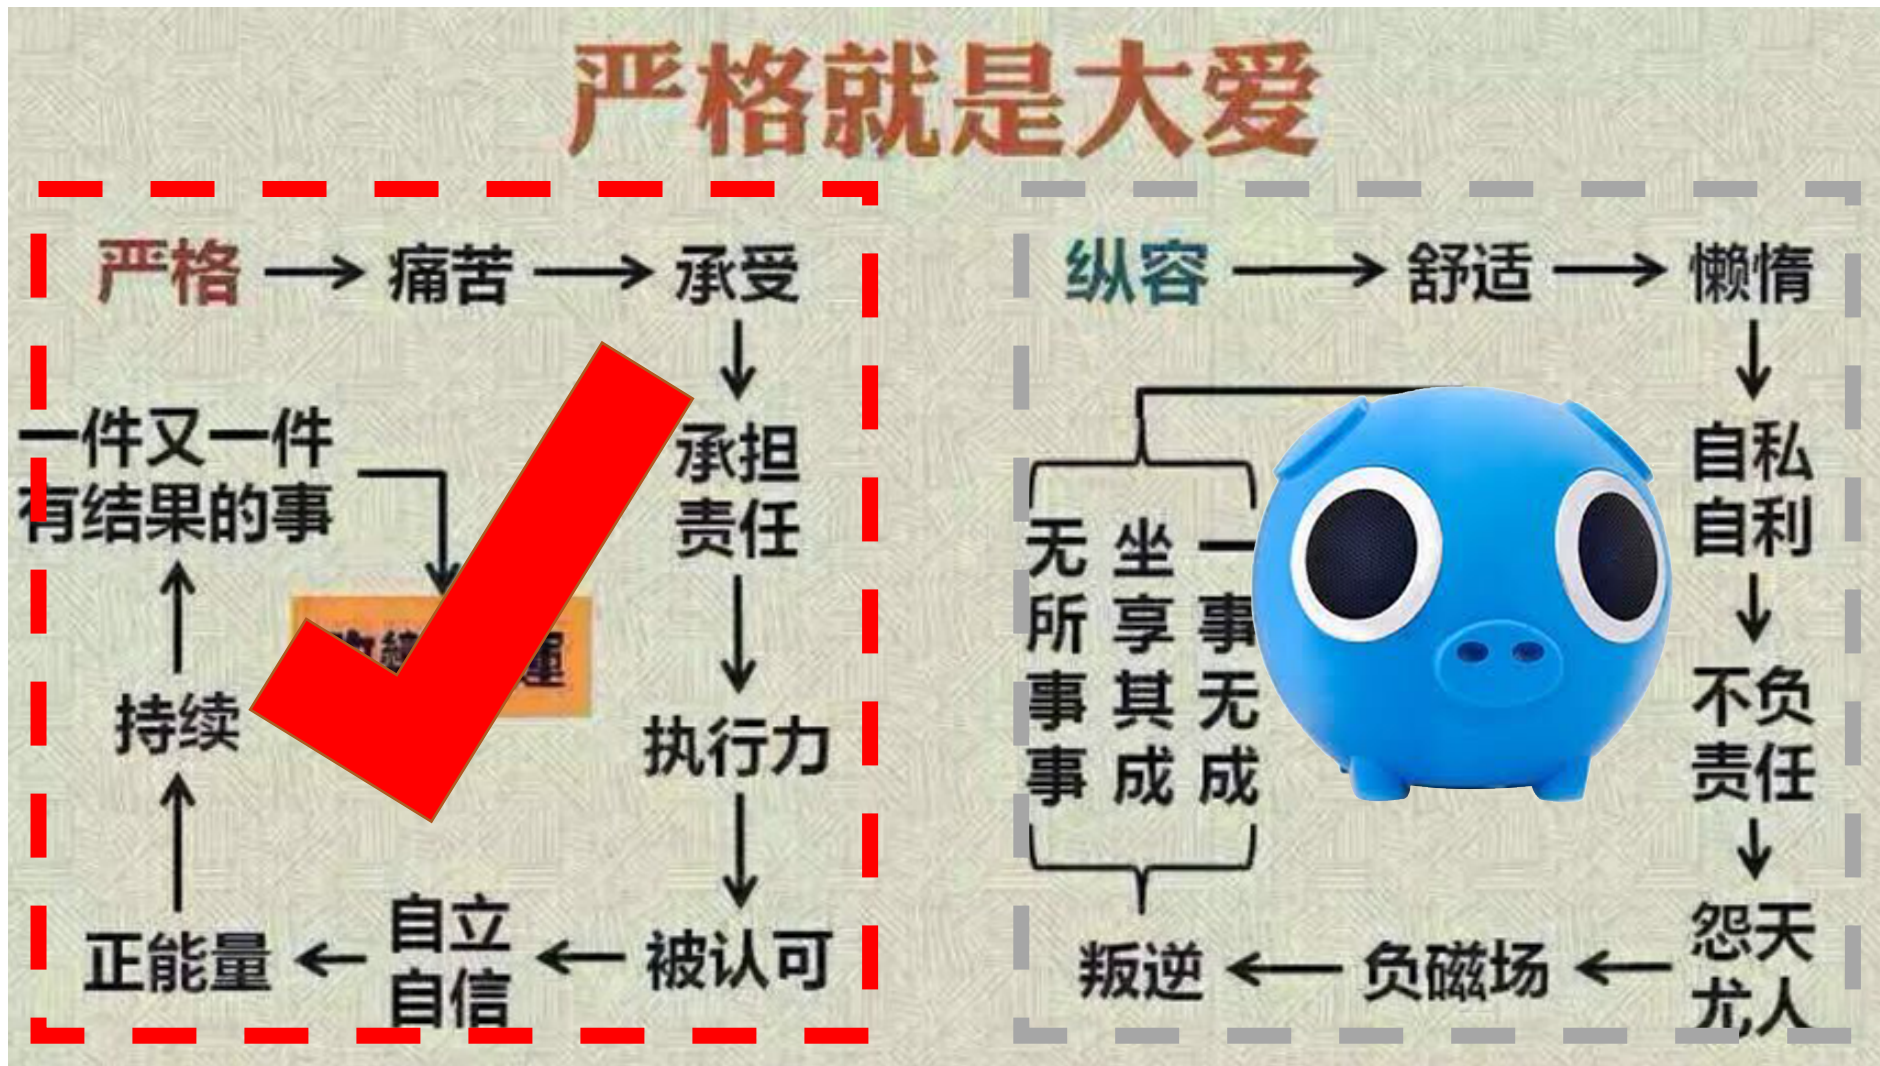 严格就是大爱
严格
痛苦
承受
承担
责任
执行力
被认可
自立
自信
正能量
持续
一件又一件
有结果的事
纵容
舒适
懒惰
自私
自利
不负
责任
怨天
尤人
负磁场
叛逆
无所事事
坐享其成
一事无成